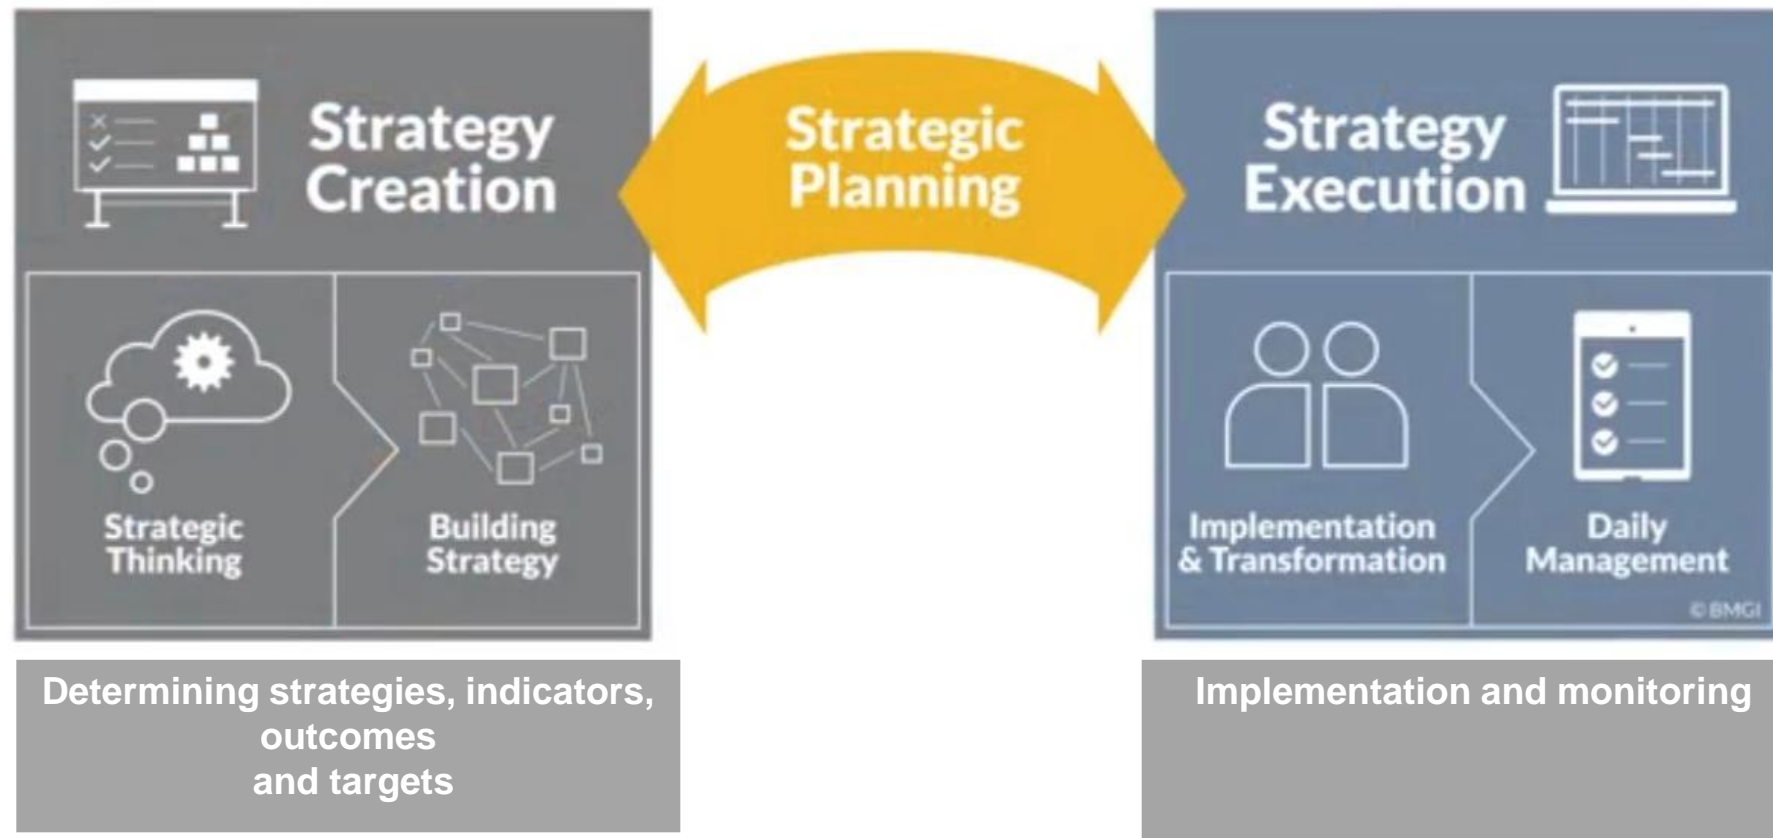 Strategy
Creation
Strategic
Planning
Strategy
Execution
Strategic
Thinking
Building
Strategy
Implementation
& Transformation
Daily
Management
© BMGI
Determining strategies, indicators,
outcomes
and targets
Implementation and monitoring